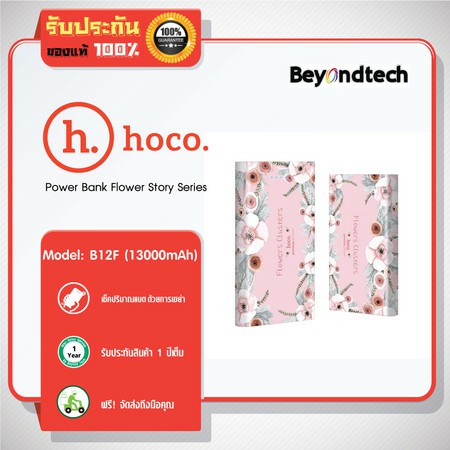 รับประกัน
ของแท้ 100%
100%
GUARANTEE
Beyondtech
h. hoco.
Power Bank Flower Story Series
Model: B12F (13000mAh)
เช็คปริมาณแบต ด้วยการเขย่า
1
Year
รับประกันสินค้า 1 ปีเต็ม
ฟรี! จัดส่งถึงมือคุณ
Flowers Clusters
hoco.
Flowers Clusters
hoco.